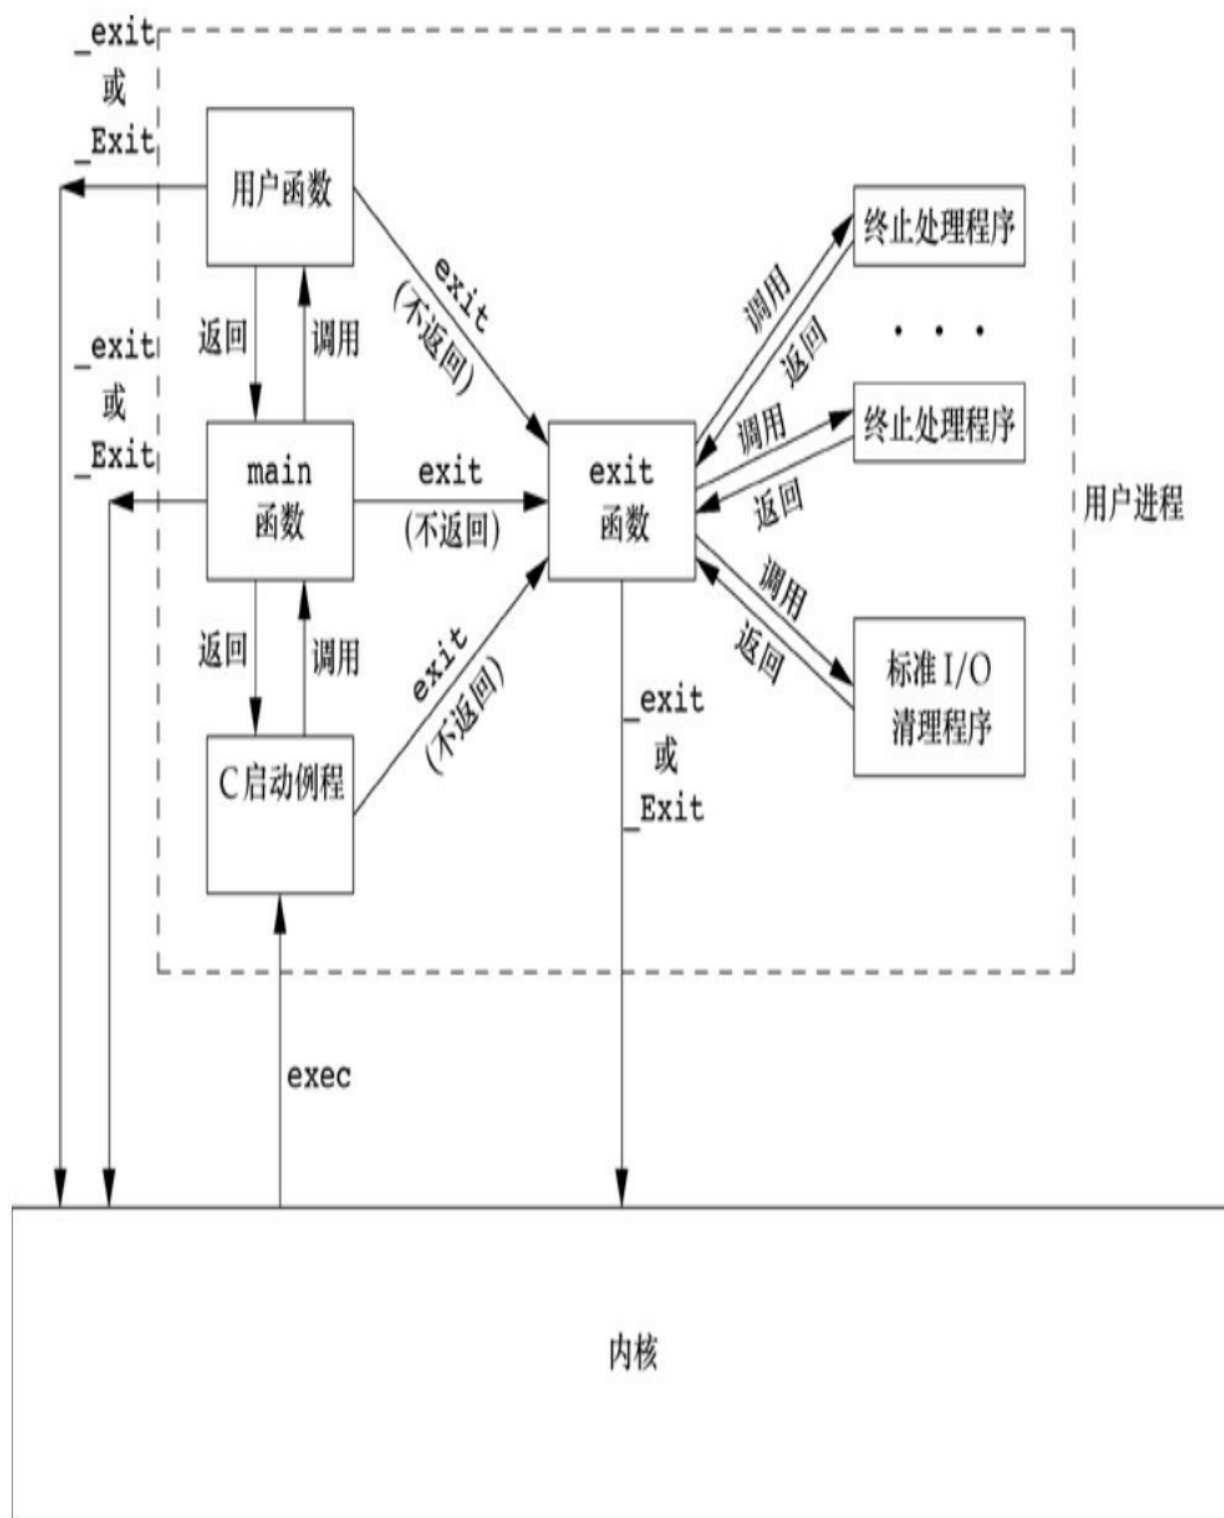 _exit
或
_Exit
用户函数
终止处理程序
exit
(不返回)
调用
返回
返回
调用
. . .
_exit
或
_Exit
终止处理程序
调用
返回
main
函数
exit
(不返回)
exit
函数
用户进程
返回
调用
exit
(不返回)
调用
返回
标准 I/O
清理程序
C 启动例程
_exit
或
_Exit
exec
内核